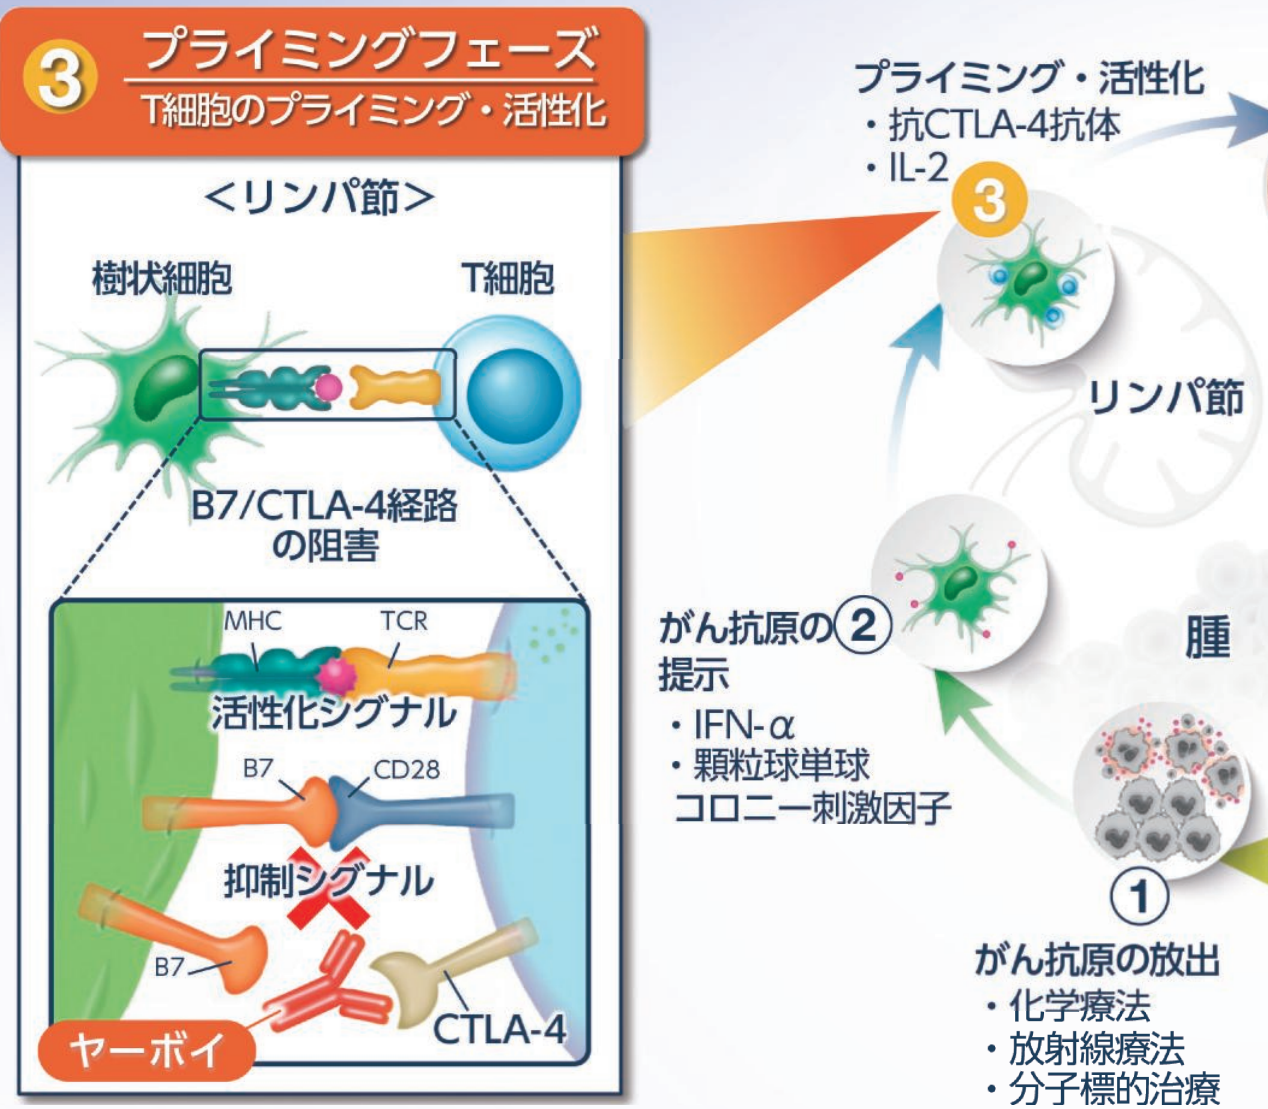 3
プライミングフェーズ
T細胞のプライミング・活性化
＜リンパ節＞
樹状細胞
T細胞
B7/CTLA-4経路
の阻害
MHC
TCR
活性化シグナル
B7
CD28
抑制シグナル
B7
CTLA-4
ヤーボイ
プライミング・活性化
・抗CTLA-4抗体
・IL-2
3
リンパ節
がん抗原の
2
提示
・IFN-α
・顆粒球単球
コロニー刺激因子
腫
1
がん抗原の放出
・化学療法
・放射線療法
・分子標的治療